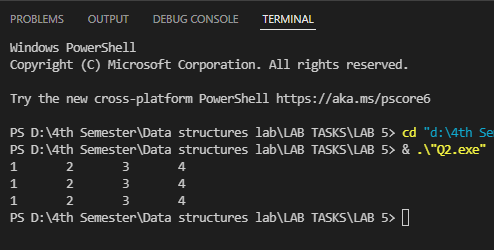 PROBLEMS OUTPUT DEBUG CONSOLE TERMINAL
Windows PowerShell
Copyright (C) Microsoft Corporation. All rights reserved.
Try the new cross-platform PowerShell https://aka.ms/pscore6
PS D:\4th Semester\Data structures lab\LAB TASKS\LAB 5> cd "d:\4th Se
PS D:\4th Semester\Data structures lab\LAB TASKS\LAB 5> & .\"Q2.exe"
1 2 3 4
1 2 3 4
1 2 3 4
PS D:\4th Semester\Data structures lab\LAB TASKS\LAB 5>